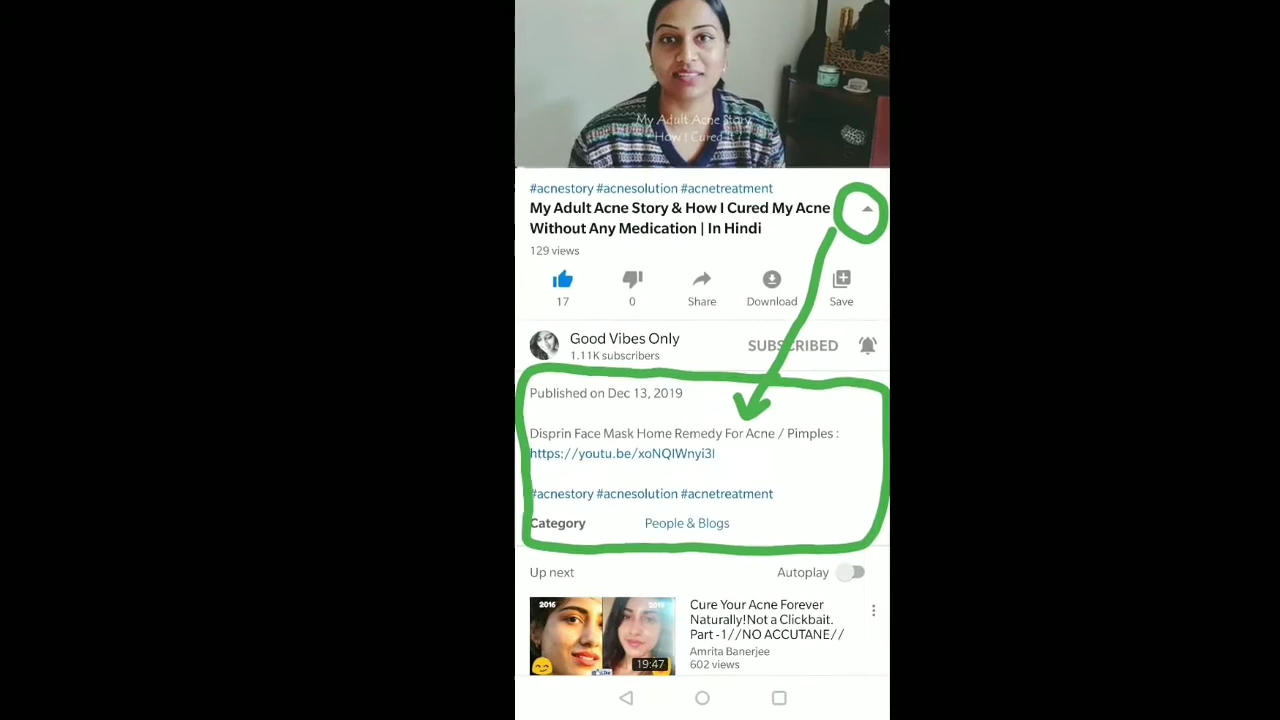 My Adult Acne Story
How I Cured It
#acnestory #acnesolution #acnetreatment
My Adult Acne Story & How I Cured My Acne
Without Any Medication | In Hindi
129 views
17
0
Share
Download
Save
Good Vibes Only
1.11K subscribers
SUBSCRIBED
Published on Dec 13, 2019
Disprin Face Mask Home Remedy For Acne / Pimples :
https://youtu.be/xoNQIWnyi3I
#acnestory #acnesolution #acnetreatment
Category
People & Blogs
Up next
Autoplay
2016
19:47
Cure Your Acne Forever
Naturally!Not a Clickbait.
Part -1//NO ACCUTANE//
Amrita Banerjee
602 views